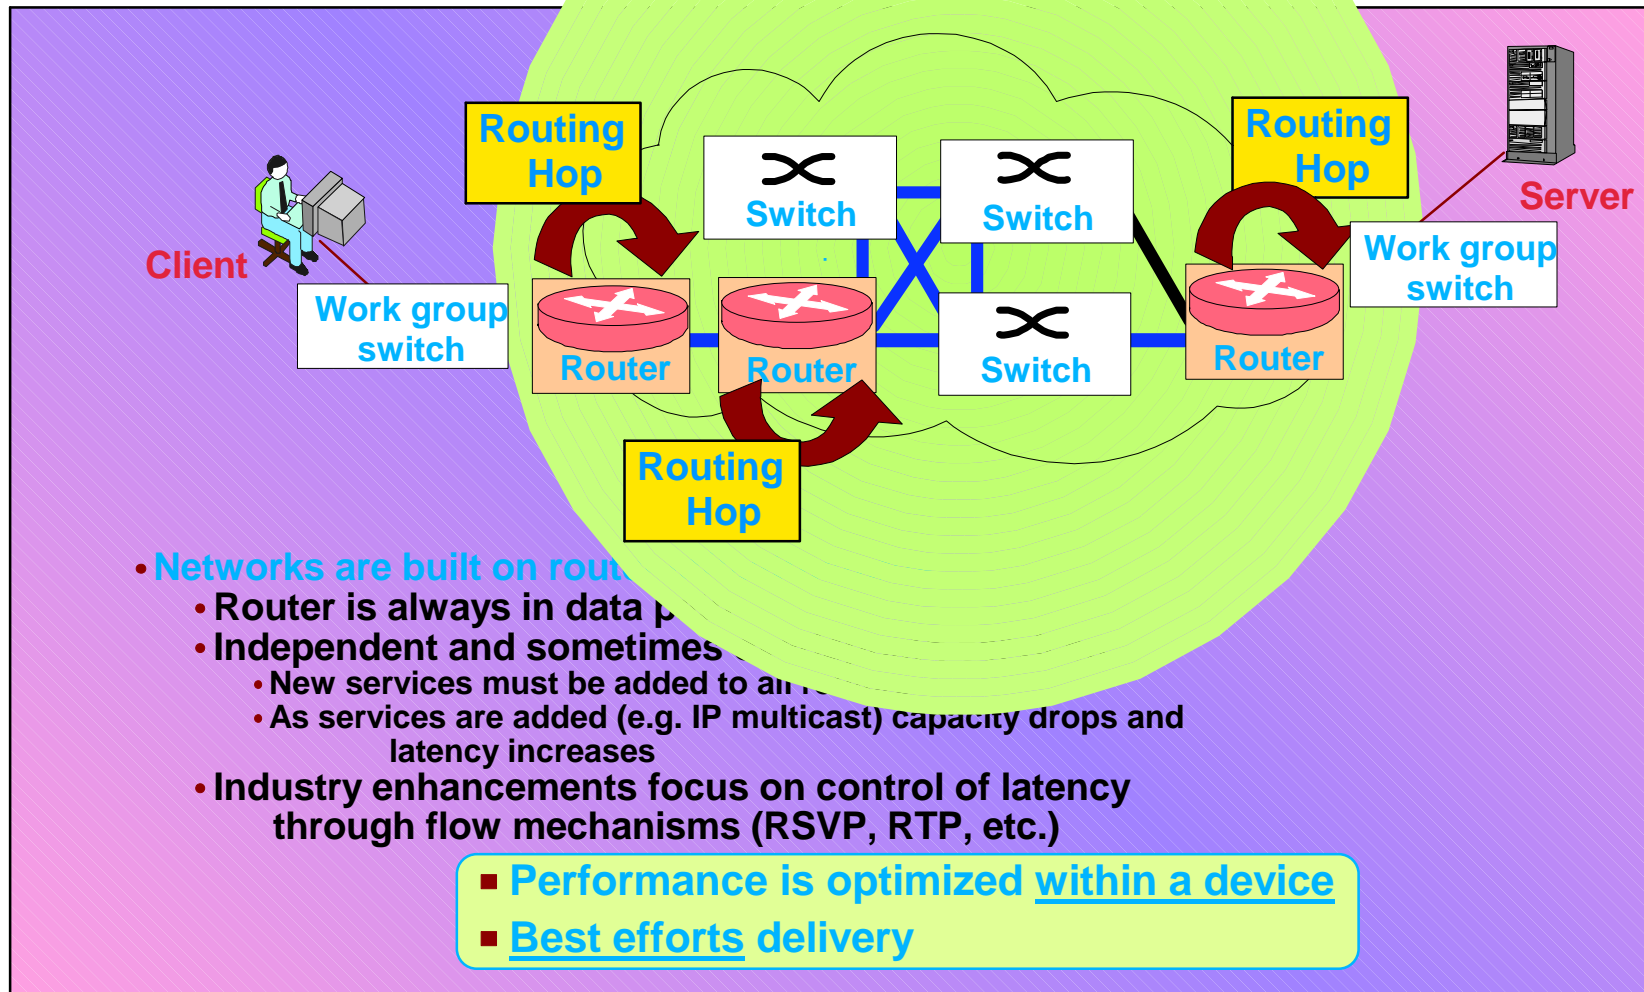 Routing
Hop
Routing
Hop
Switch
Switch
Server
Client
Work group
switch
Work group
switch
Router
Router
Switch
Router
Routing
Hop
• Networks are built on
• Router is always in data
• Independent and sometimes
• New services must be added to all
• As services are added (e.g. IP multicast) capacity drops and
latency increases
• Industry enhancements focus on control of latency
through flow mechanisms (RSVP, RTP, etc.)
Performance is optimized within a device
Best efforts delivery